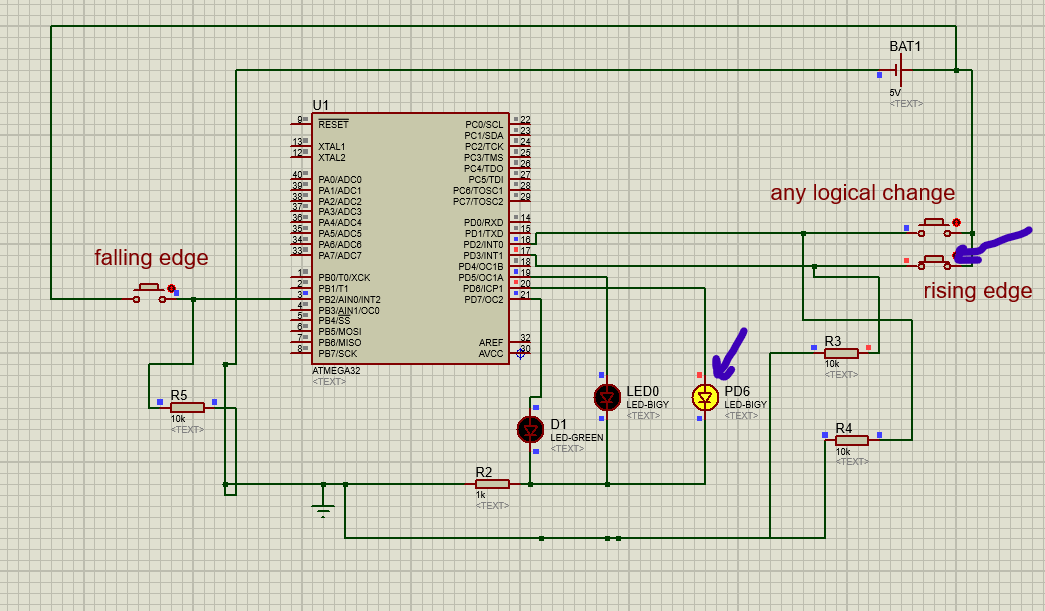 BAT1
5V
<TEXT>
U1
9
RESET
13
XTAL1
12
XTAL2
40
PA0/ADC0
39
PA1/ADC1
38
PA2/ADC2
37
PA3/ADC3
36
PA4/ADC4
35
PA5/ADC5
34
PA6/ADC6
33
PA7/ADC7
1
PB0/T0/XCK
2
PB1/T1
3
PB2/AIN0/INT2
4
PB3/AIN1/OC0
5
PB4/SS
6
PB5/MOSI
7
PB6/MISO
8
PB7/SCK
PC0/SCL
22
PC1/SDA
23
PC2/TCK
24
PC3/TMS
25
PC4/TDO
26
PC5/TDI
27
PC6/TOSC1
28
PC7/TOSC2
29
PD0/RXD
14
PD1/TXD
15
PD2/INT0
16
PD3/INT1
17
PD4/OC1B
18
PD5/OC1A
19
PD6/ICP1
20
PD7/OC2
21
AREF
32
AVCC
30
ATMEGA32
<TEXT>
any logical change
rising edge
falling edge
R5
10k
<TEXT>
R3
10k
<TEXT>
R4
10k
<TEXT>
LED0
LED-BIGY
<TEXT>
PD6
LED-BIGY
<TEXT>
D1
LED-GREEN
<TEXT>
R2
1k
<TEXT>